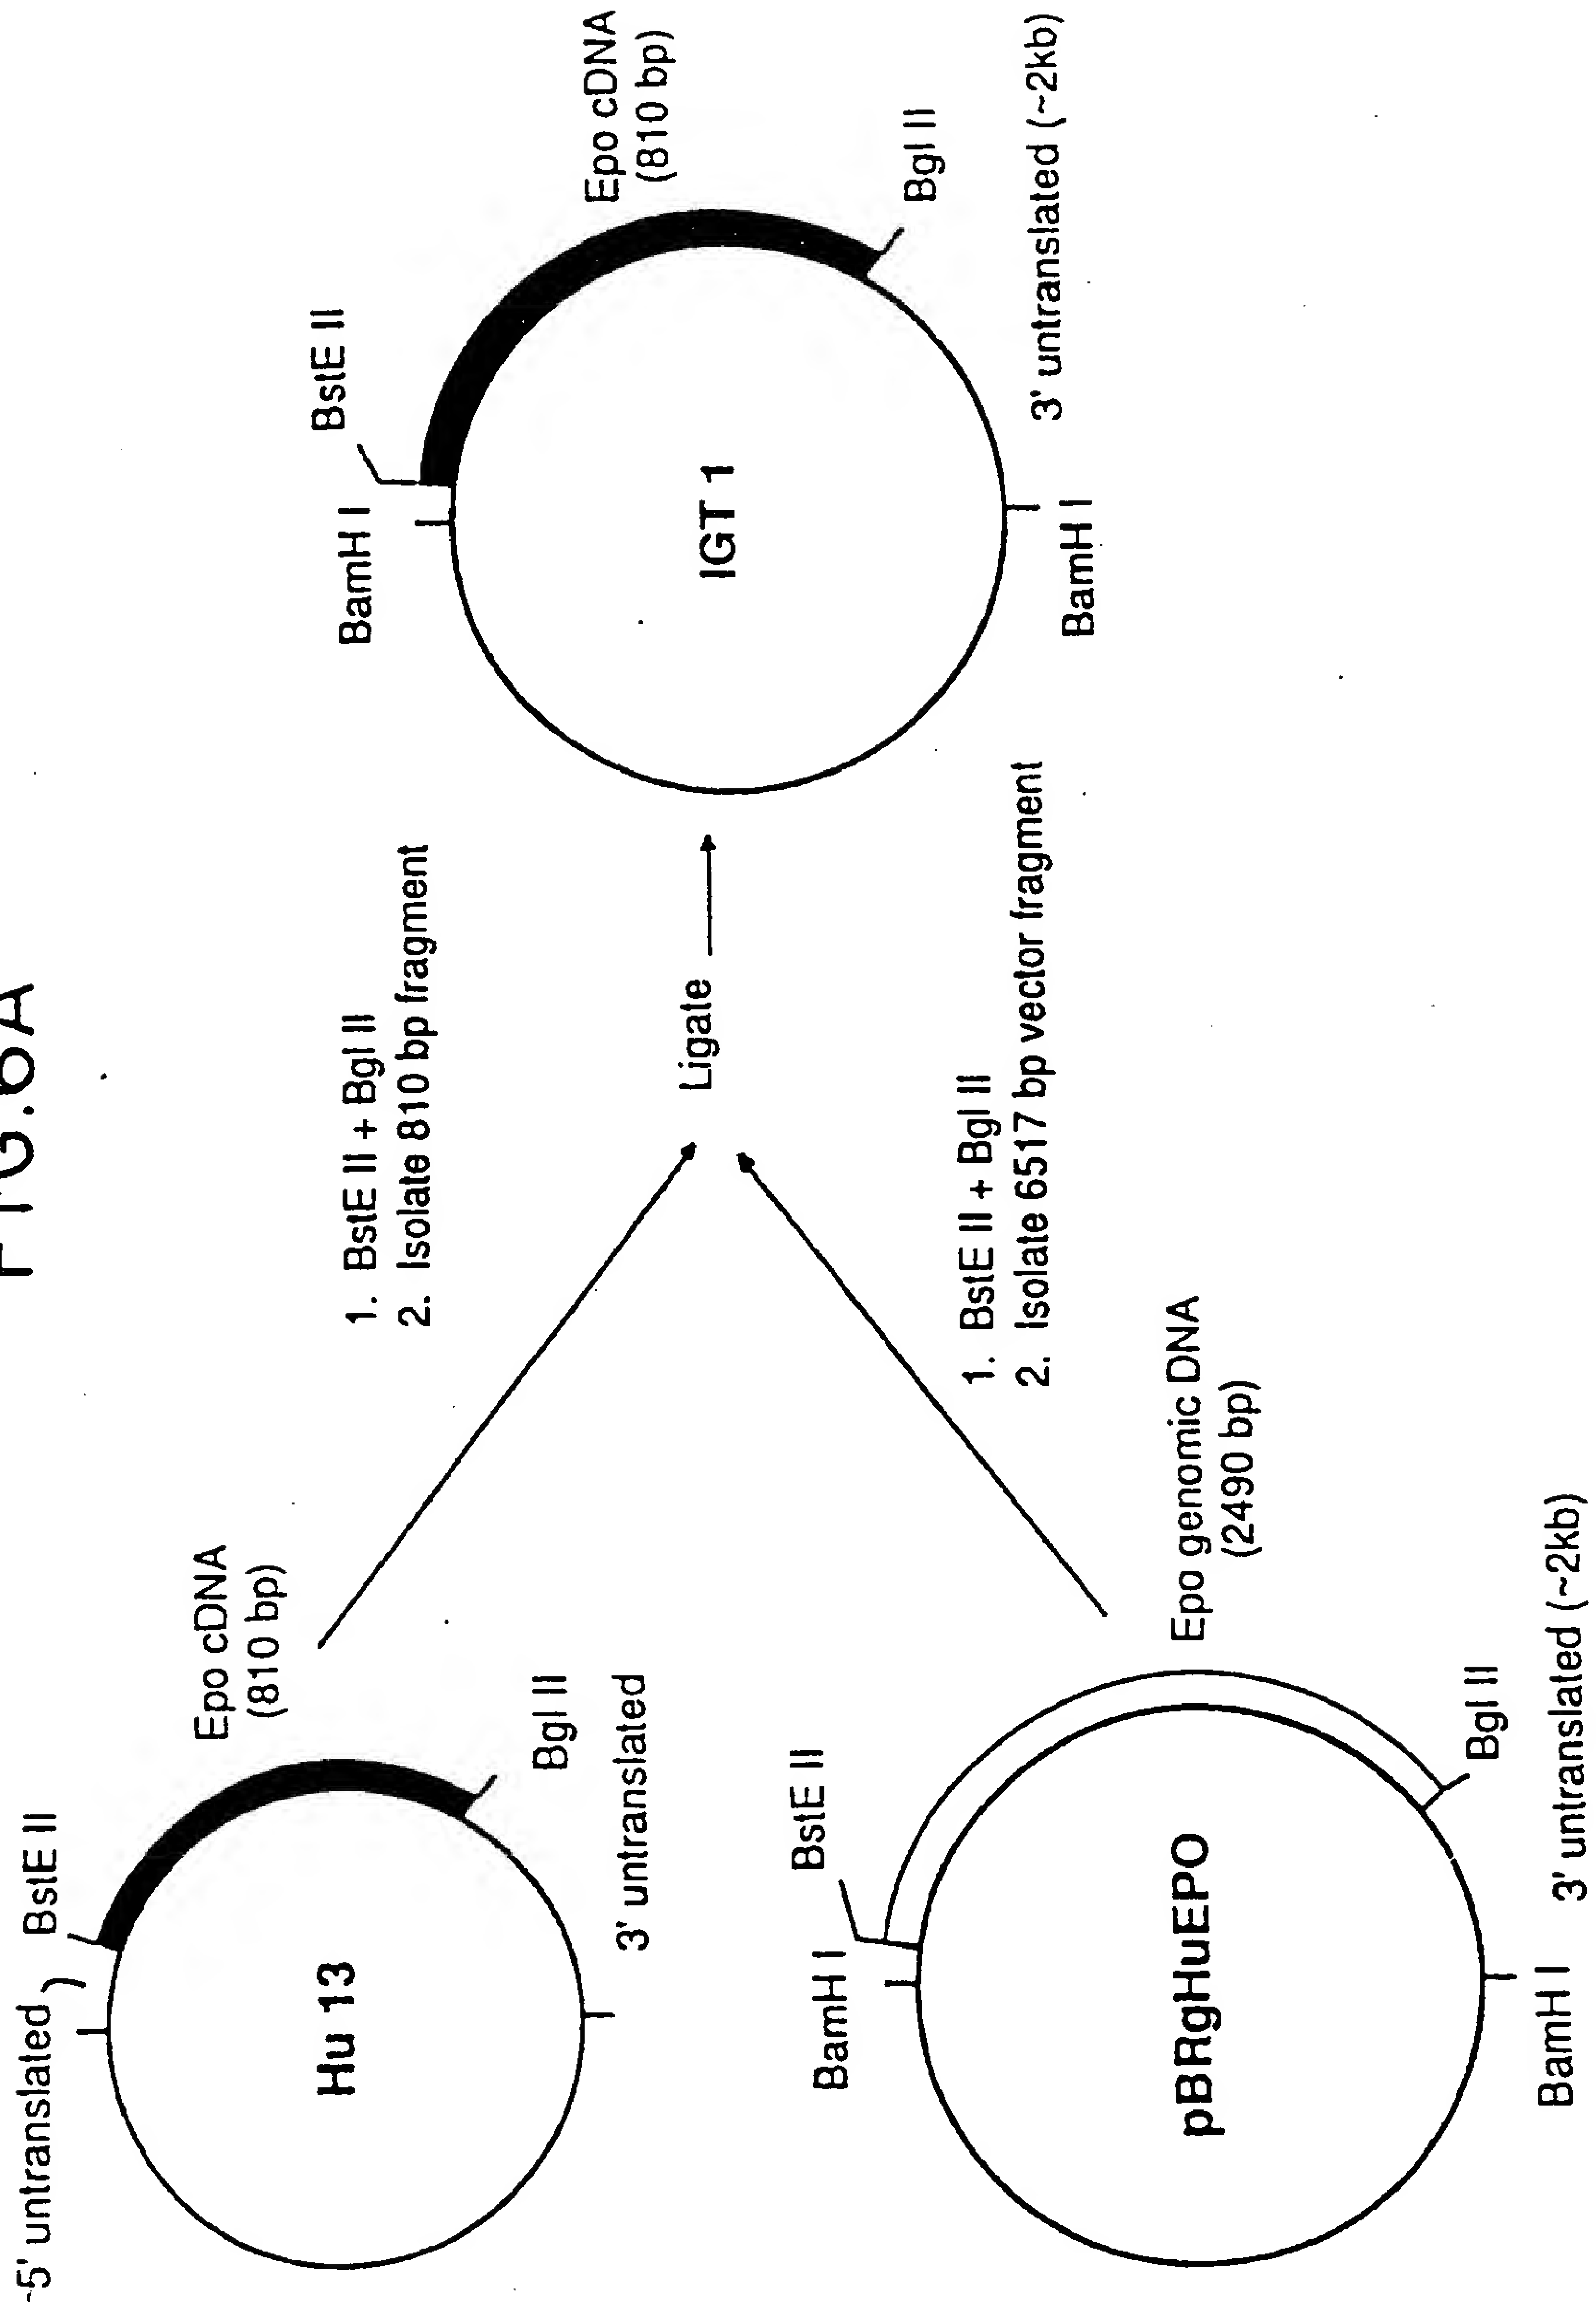 FIG.6A
5' untranslated
BstE II
Epo cDNA
(810 bp)
Hu 13
Bgl II
3' untranslated
1. BstE II + Bgl II
2. Isolate 810 bp fragment
BamH I
BstE II
Epo genomic DNA
(2490 bp)
pBRgHuEPO
Bgl II
BamH I
3' untranslated (~2kb)
1. BstE II + Bgl II
2. Isolate 6517 bp vector fragment
Ligate
BamH I
BstE II
Epo cDNA
(810 bp)
IGT 1
Bgl II
BamH I
3' untranslated (~2kb)